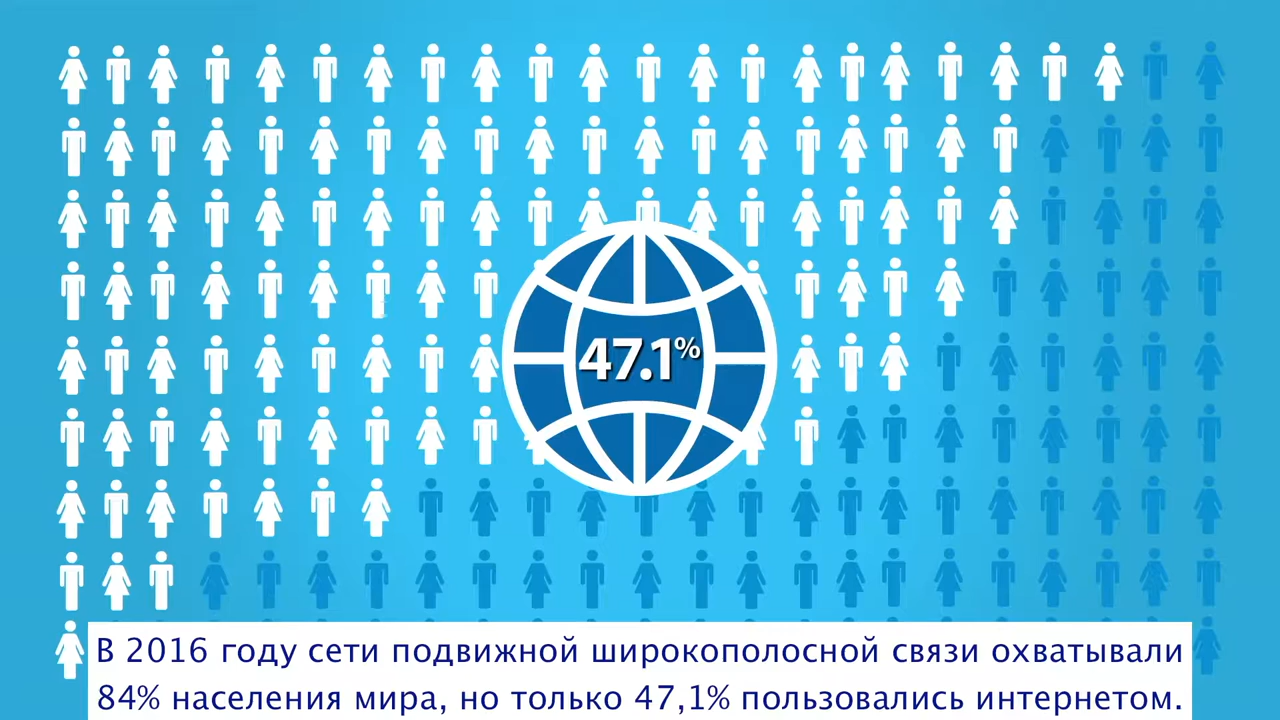 47.1%
В 2016 году сети подвижной широкополосной связи охватывали
84% населения мира, но только 47,1% пользовались интернетом.